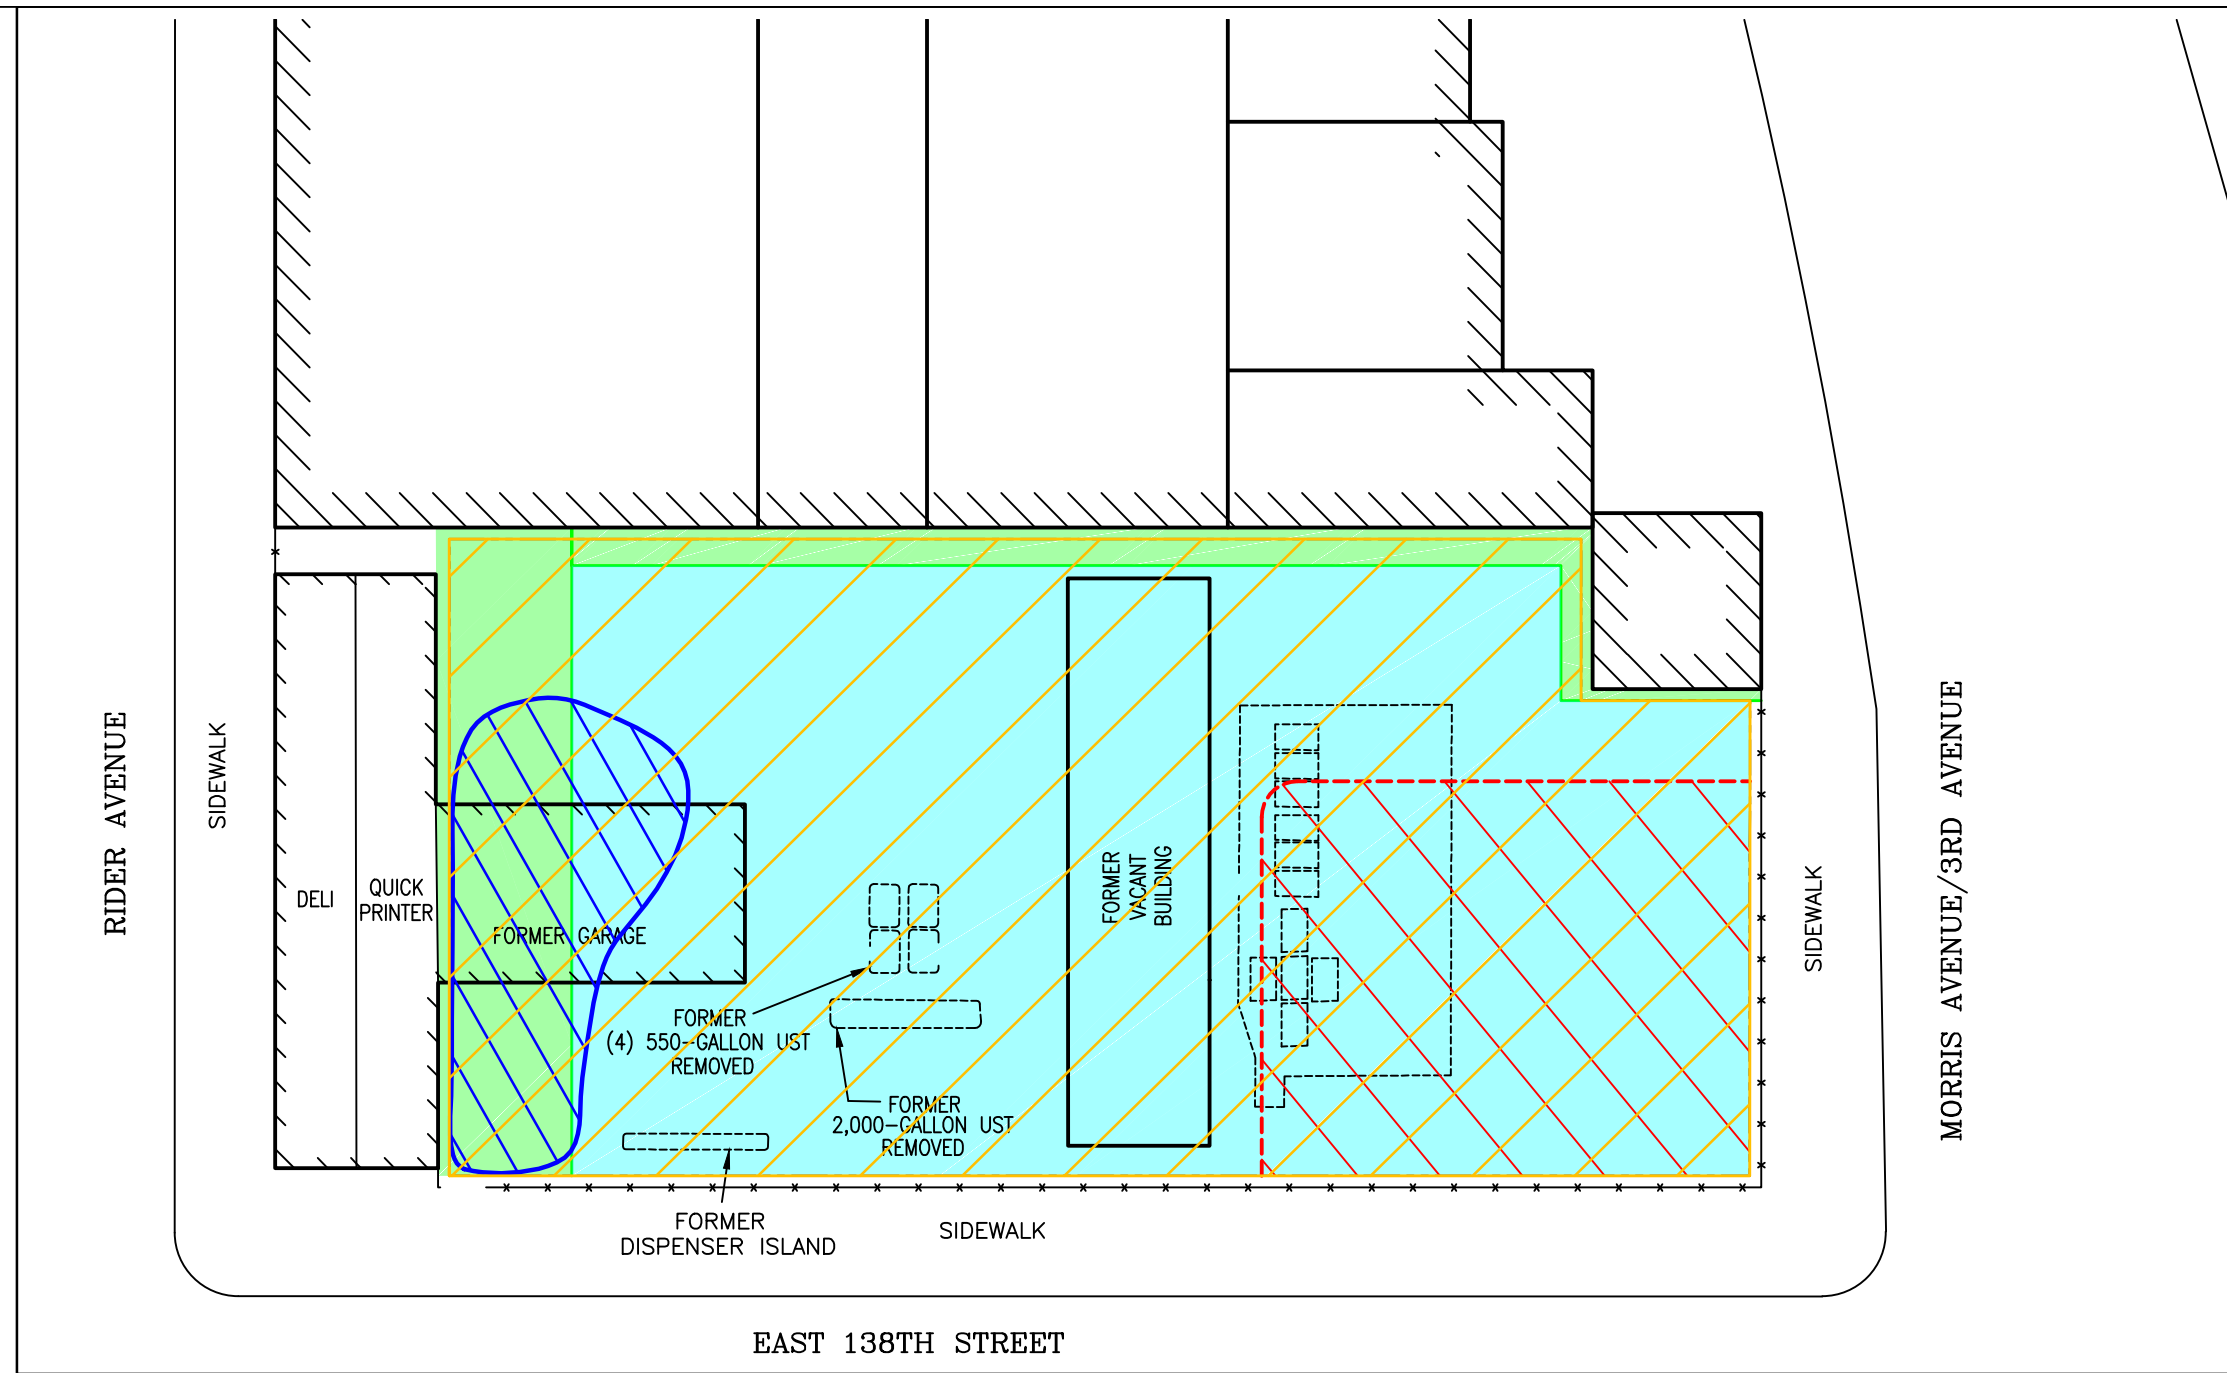 RIDER AVENUE
SIDEWALK
DELI
QUICK
PRINTER
FORMER GARAGE
FORMER
(4) 550-GALLON UST
REMOVED
FORMER
2,000-GALLON UST
REMOVED
FORMER
VACANT
BUILDING
FORMER
DISPENSER ISLAND
SIDEWALK
SIDEWALK
MORRIS AVENUE/3RD AVENUE
EAST 138TH STREET